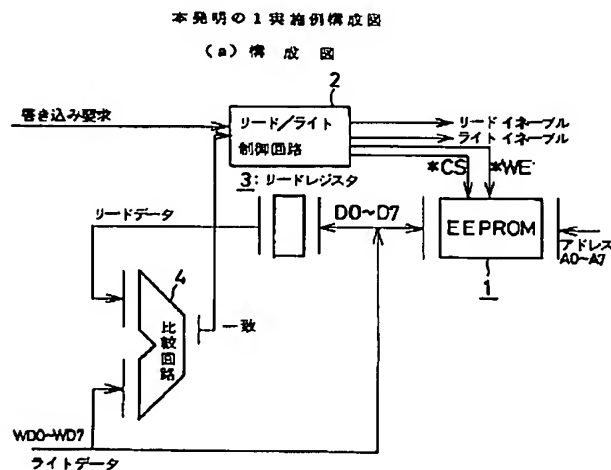 本発明の1実施例構成図
(a) 構成図
2
書き込み要求
リード/ライト
制御回路
リード イネーブル
ライト イネーブル
*CS
*WE
3:リードレジスタ
リードデータ
D0~D7
EEPROM
アドレス
A0~A7
1
4
比較回路
一致
WD0~WD7
ライトデータ